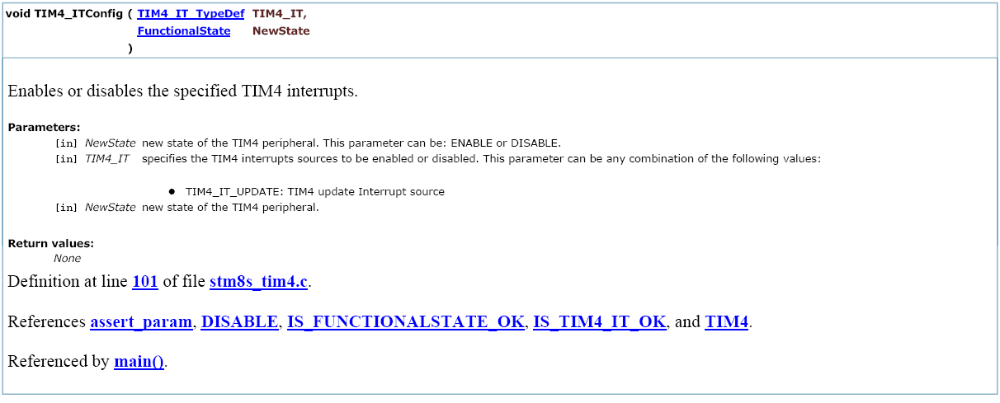 void TIM4_ITConfig ( TIM4_IT_TypeDef TIM4_IT,
FunctionalState NewState
)
Enables or disables the specified TIM4 interrupts.
Parameters:
[in] NewState new state of the TIM4 peripheral. This parameter can be: ENABLE or DISABLE.
[in] TIM4_IT specifies the TIM4 interrupts sources to be enabled or disabled. This parameter can be any combination of the following values:
● TIM4_IT_UPDATE: TIM4 update Interrupt source
[in] NewState new state of the TIM4 peripheral.
Return values:
None
Definition at line 101 of file stm8s_tim4.c.
References assert_param, DISABLE, IS_FUNCTIONALSTATE_OK, IS_TIM4_IT_OK, and TIM4.
Referenced by main().